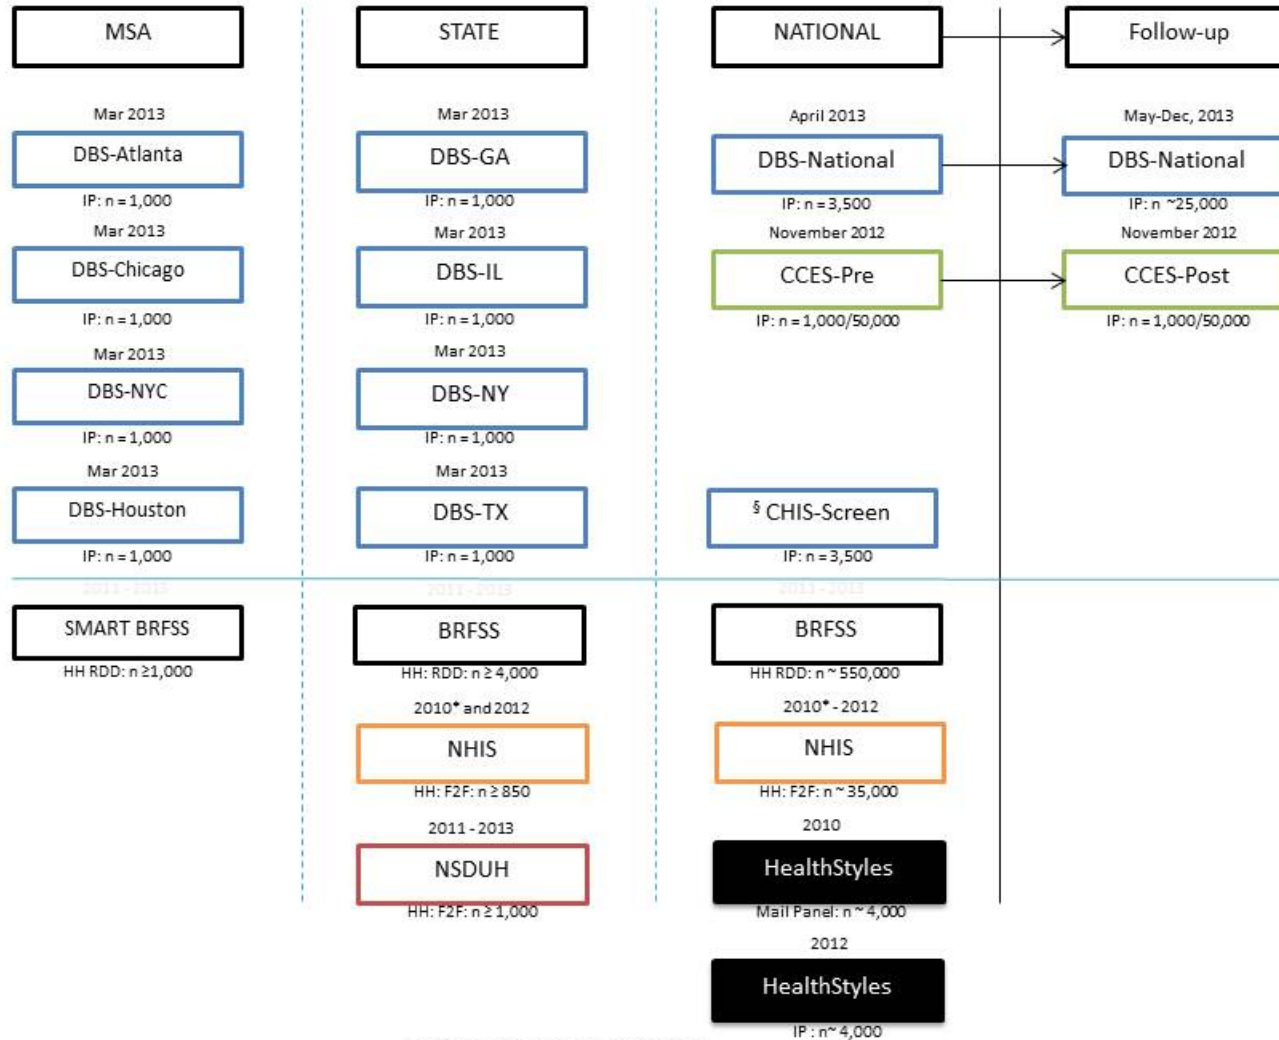 MSA
STATE
NATIONAL
Follow-up
Mar 2013
Mar 2013
April 2013
May-Dec, 2013
DBS-Atlanta
DBS-GA
DBS-National
DBS-National
IP: n = 1,000
IP: n = 1,000
IP: n = 3,500
IP: n ~25,000
Mar 2013
Mar 2013
November 2012
November 2012
DBS-Chicago
DBS-IL
CCES-Pre
CCES-Post
IP: n = 1,000
IP: n = 1,000
IP: n = 1,000/50,000
IP: n = 1,000/50,000
Mar 2013
Mar 2013
DBS-NYC
DBS-NY
IP: n = 1,000
IP: n = 1,000
Mar 2013
Mar 2013
DBS-Houston
DBS-TX
§ CHIS-Screen
IP: n = 1,000
IP: n = 1,000
IP: n = 3,500
2011 - 2013
2011 - 2013
2011 - 2013
SMART BRFSS
BRFSS
BRFSS
HH RDD: n ≥1,000
HH: RDD: n ≥ 4,000
HH RDD: n ~ 550,000
2010* and 2012
2010* - 2012
NHIS
NHIS
HH: F2F: n ≥ 850
HH: F2F: n ~ 35,000
2011 - 2013
2010
NSDUH
HealthStyles
HH: F2F: n ≥ 1,000
Mail Panel: n ~ 4,000
2012
HealthStyles
IP : n~ 4,000